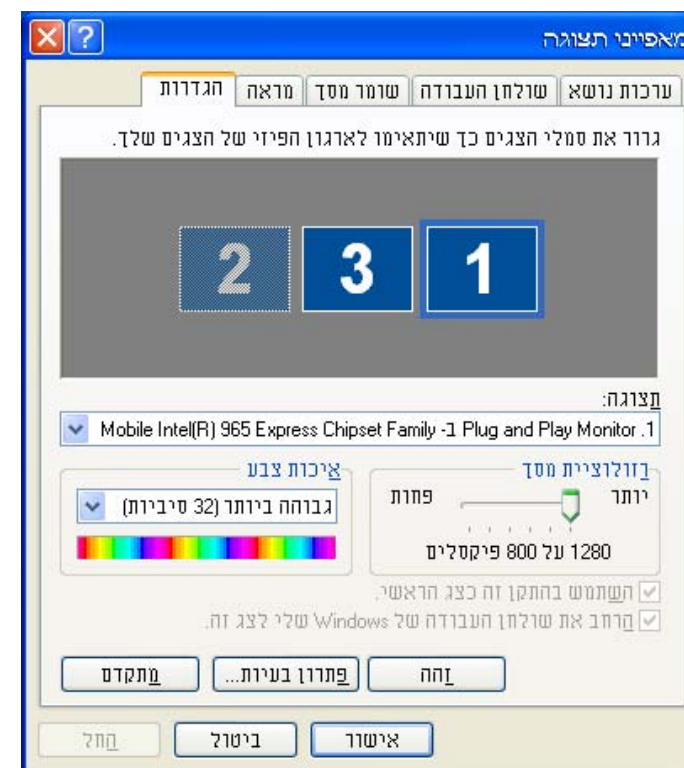 מאפייני תצוגה
ערכות נושא
שולחן העבודה
שומר מסך
מראה
הגדרות
גרור את סמלי הצגים כך שיתאימו לארגון הפיזי של הצגים שלך.
1
3
2
תצוגה:
1. Plug and Play Monitor ב- Mobile Intel(R) 965 Express Chipset Family
רזולוציית מסך
יותר
פחות
1280 על 800 פיקסלים
איכות צבע
גבוהה ביותר (32 סיביות)
השתמש בהתקן זה כצג הראשי.
הרחב את שולחן העבודה של Windows שלי לצג זה.
זהה
פתרון בעיות...
מתקדם
אישור
ביטול
החל